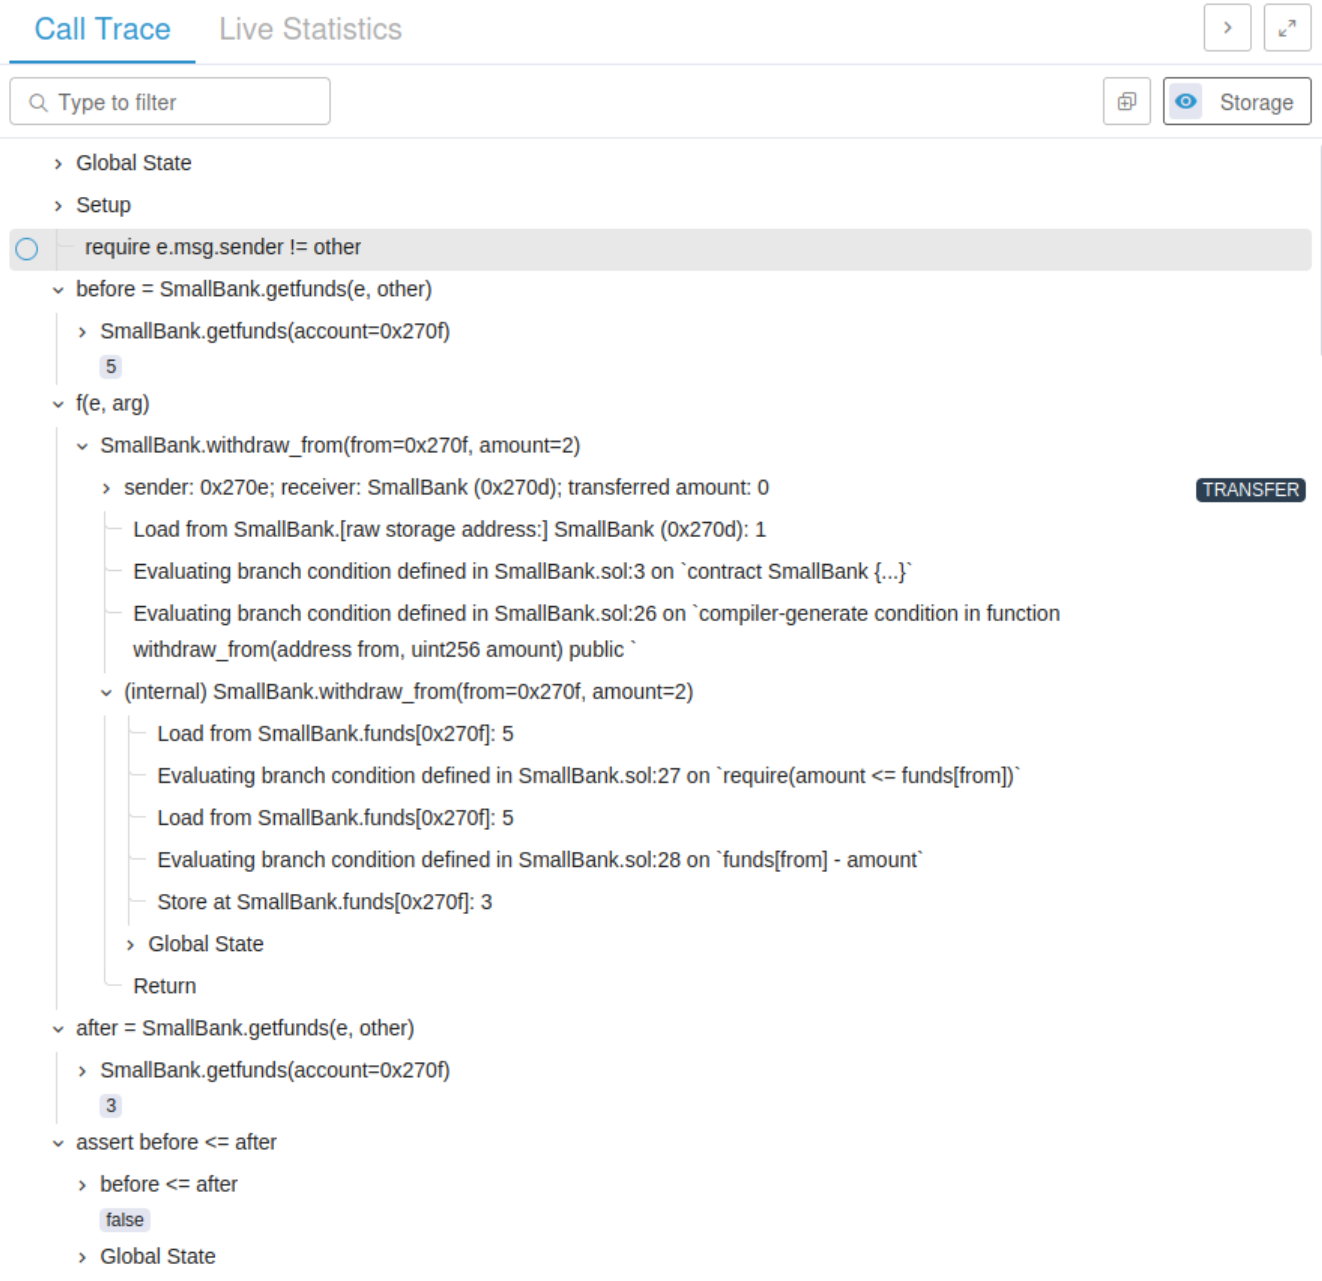 Call Trace Live Statistics
Type to filter Storage
Global State
Setup
require e.msg.sender != other
before = SmallBank.getfunds(e, other)
SmallBank.getfunds(account=0x270f)
5
f(e, arg)
SmallBank.withdraw_from(from=0x270f, amount=2)
sender: 0x270e; receiver: SmallBank (0x270d); transferred amount: 0 TRANSFER
Load from SmallBank.[raw storage address:] SmallBank (0x270d): 1
Evaluating branch condition defined in SmallBank.sol:3 on `contract SmallBank {...}`
Evaluating branch condition defined in SmallBank.sol:26 on `compiler-generate condition in function
withdraw_from(address from, uint256 amount) public `
(internal) SmallBank.withdraw_from(from=0x270f, amount=2)
Load from SmallBank.funds[0x270f]: 5
Evaluating branch condition defined in SmallBank.sol:27 on `require(amount <= funds[from])`
Load from SmallBank.funds[0x270f]: 5
Evaluating branch condition defined in SmallBank.sol:28 on `funds[from] - amount`
Store at SmallBank.funds[0x270f]: 3
Global State
Return
after = SmallBank.getfunds(e, other)
SmallBank.getfunds(account=0x270f)
3
assert before <= after
before <= after
false
Global State